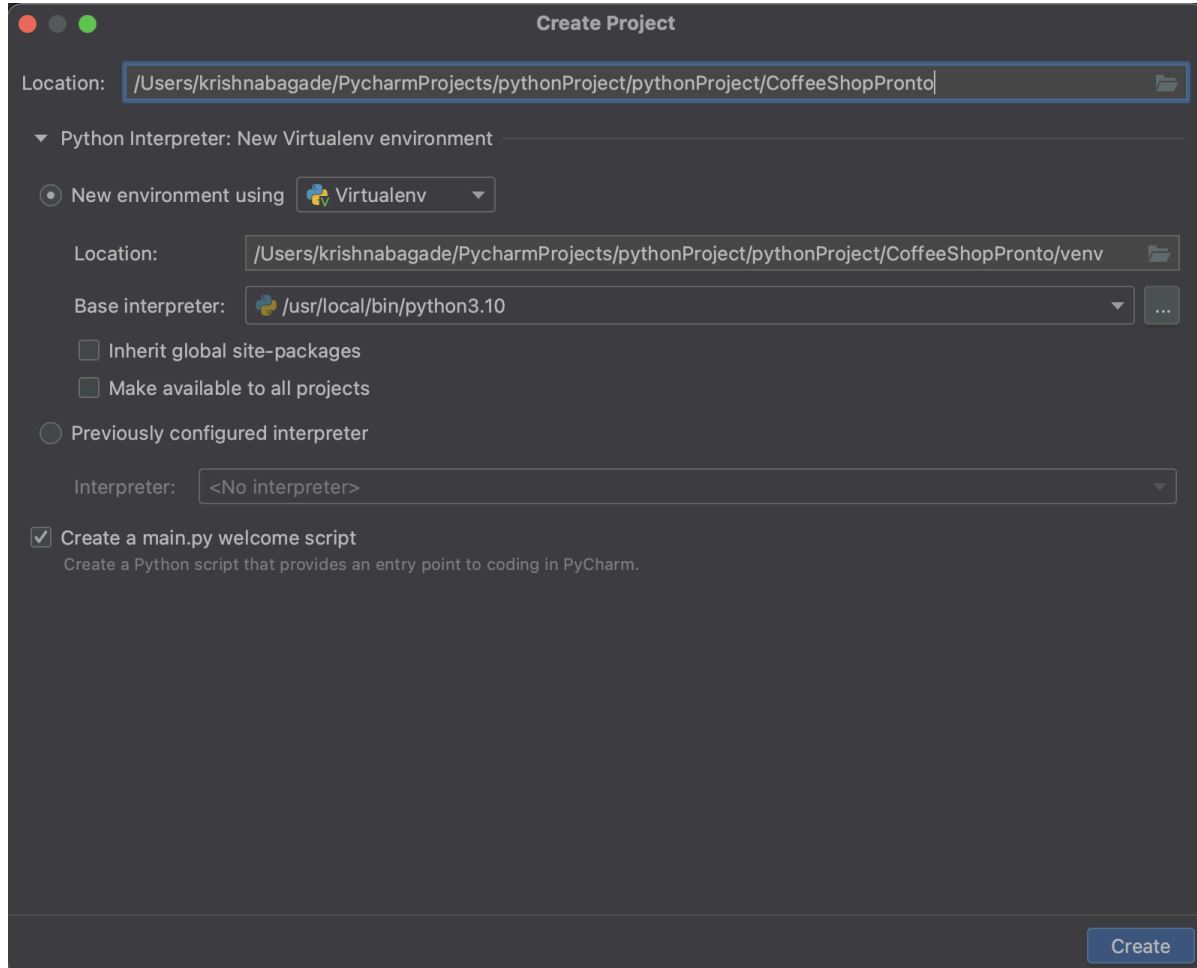 Create Project
Location: /Users/krishnabagade/PycharmProjects/pythonProject/pythonProject/CoffeeShopPronto
Python Interpreter: New Virtualenv environment
New environment using Virtualenv
Location: /Users/krishnabagade/PycharmProjects/pythonProject/pythonProject/CoffeeShopPronto/venv
Base interpreter: /usr/local/bin/python3.10 ...
Inherit global site-packages
Make available to all projects
Previously configured interpreter
Interpreter: <No interpreter>
Create a main.py welcome script
Create a Python script that provides an entry point to coding in PyCharm.
Create